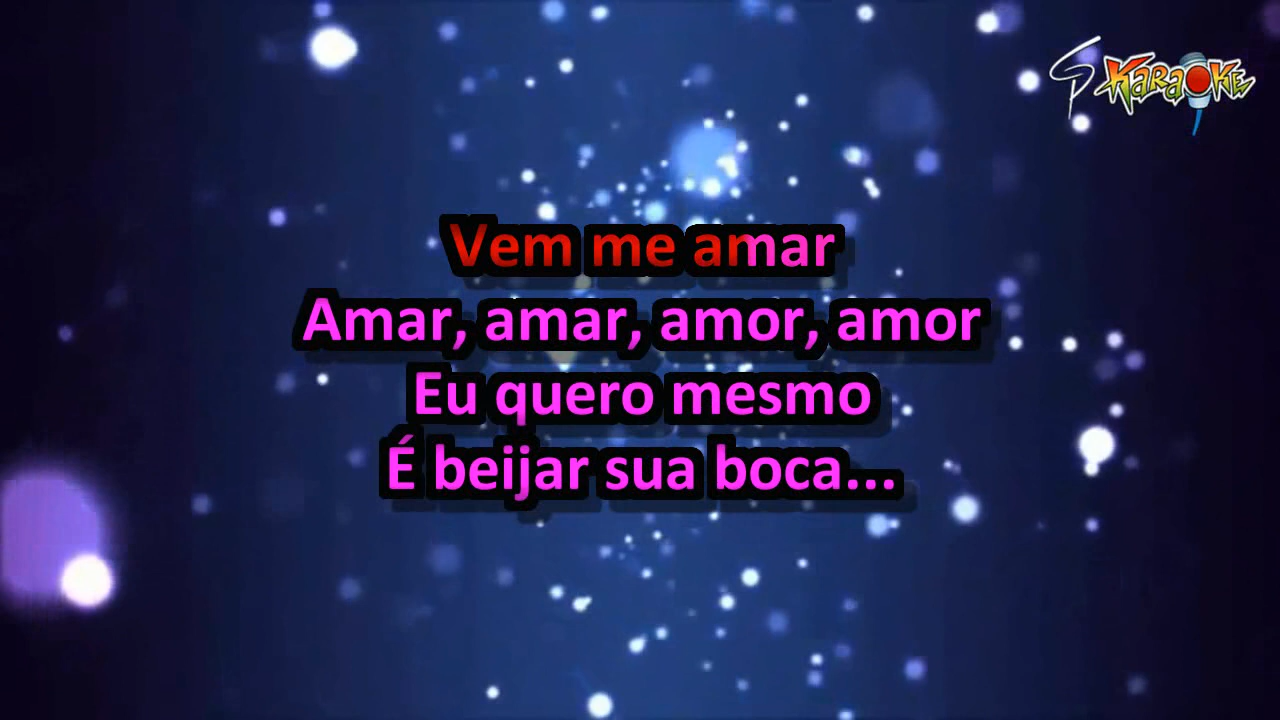 Karaoke
Vem me amar
Amar, amar, amor, amor
Eu quero mesmo
É beijar sua boca...